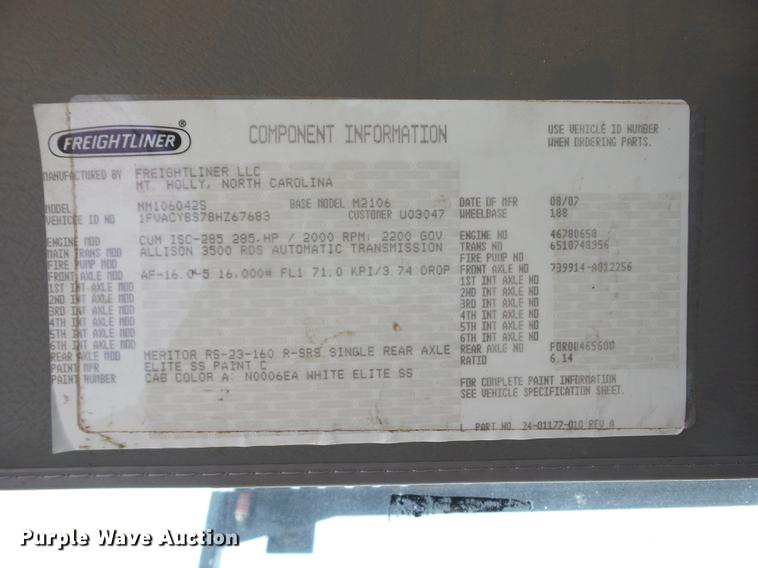 FREIGHTLINER ®
COMPONENT INFORMATION
USE VEHICLE ID NUMBER
WHEN ORDERING PARTS.
MANUFACTURED BY FREIGHTLINER LLC
MT. HOLLY, NORTH CAROLINA
MODEL MM106042S BASE MODEL M2106 DATE OF MFR 08/07
VEHICLE ID NO 1FVACYBS78HZ67683 CUSTOMER U03047 WHEELBASE 188
ENGINE MOD CUM ISC-285 285 HP / 2000 RPM; 2200 GOV ENGINE NO 46780658
MAIN TRANS MOD ALLISON 3500 RDS AUTOMATIC TRANSMISSION TRANS NO 6510748956
FIRE PUMP MOD FIRE PUMP NO
FRONT AXLE MOD AF-16.0-5 16,000# FL1 71.0 KPI/3.74 DROP FRONT AXLE NO 739914-A012256
1ST INT AXLE MOD 1ST INT AXLE NO
2ND INT AXLE MOD 2ND INT AXLE NO
3RD INT AXLE MOD 3RD INT AXLE NO
4TH INT AXLE MOD 4TH INT AXLE NO
5TH INT AXLE MOD 5TH INT AXLE NO
6TH INT AXLE MOD 6TH INT AXLE NO
REAR AXLE MOD MERITOR RS-23-160 R-SRS SINGLE REAR AXLE REAR AXLE NO
PAINT MFR ELITE SS PAINT C RATIO 6.14
PAINT NUMBER CAB COLOR A: N0006EA WHITE ELITE SS
FOR COMPLETE PAINT INFORMATION
SEE VEHICLE SPECIFICATION SHEET.
L PART NO. 24-01177-010 REV A
Purple Wave Auction